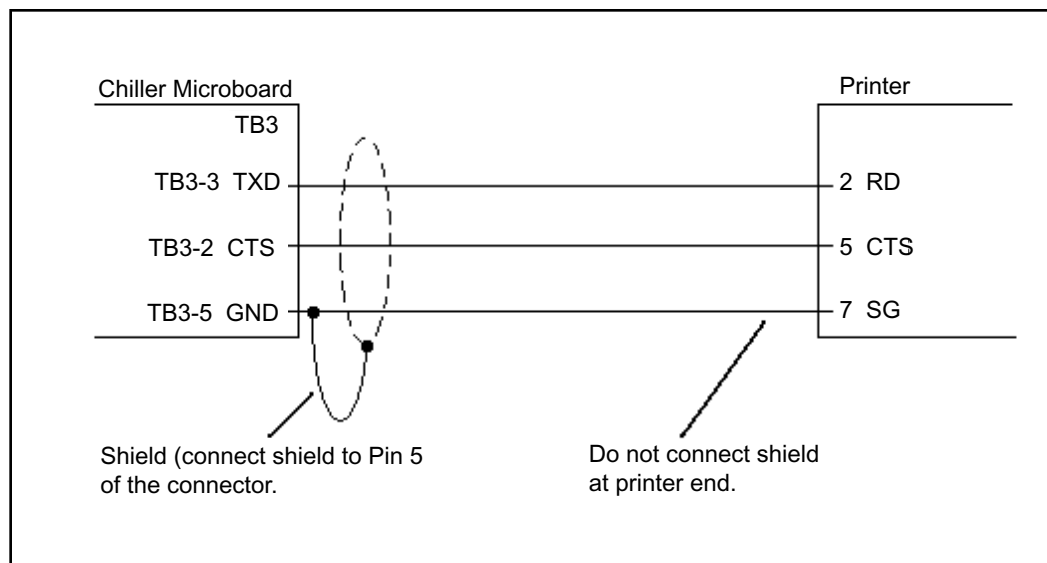 Chiller Microboard
Printer
TB3
TB3-3 TXD
2 RD
TB3-2 CTS
5 CTS
TB3-5 GND
7 SG
Shield (connect shield to Pin 5
of the connector.
Do not connect shield
at printer end.